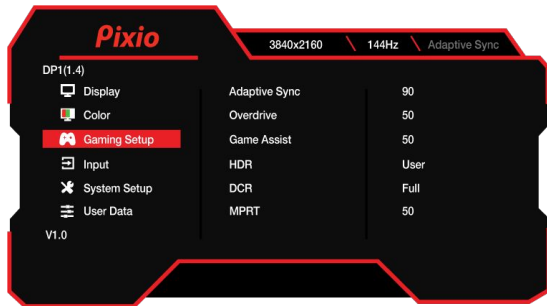 Pixio
3840x2160 \ 144Hz \ Adaptive Sync
DP1(1.4)
Display
Color
Gaming Setup
Input
System Setup
User Data
V1.0
Adaptive Sync 90
Overdrive 50
Game Assist 50
HDR User
DCR Full
MPRT 50